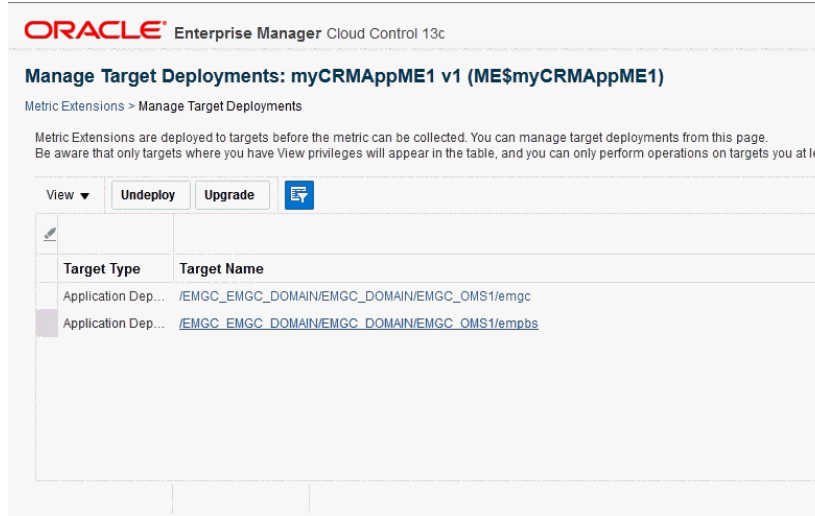 ORACLE® Enterprise Manager Cloud Control 13c
Manage Target Deployments: myCRMAppME1 v1 (ME$myCRMAppME1)
Metric Extensions > Manage Target Deployments
Metric Extensions are deployed to targets before the metric can be collected. You can manage target deployments from this page.
Be aware that only targets where you have View privileges will appear in the table, and you can only perform operations on targets you at
View Undeploy Upgrade
Target Type Target Name
Application Dep... /EMGC_EMGC_DOMAIN/EMGC_DOMAIN/EMGC_OMS1/emgc
Application Dep... /EMGC_EMGC_DOMAIN/EMGC_DOMAIN/EMGC_OMS1/empbs